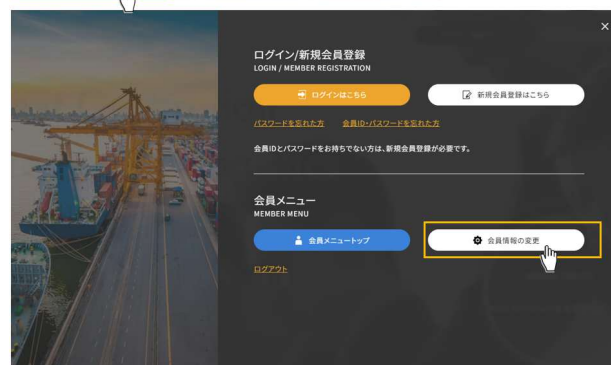 ×
ログイン/新規会員登録
LOGIN / MEMBER REGISTRATION
ログインはこちら
新規会員登録はこちら
パスワードを忘れた方
会員ID・パスワードを忘れた方
会員IDとパスワードをお持ちでない方は、新規会員登録が必要です。
会員メニュー
MEMBER MENU
会員メニュートップ
会員情報の変更
ログアウト